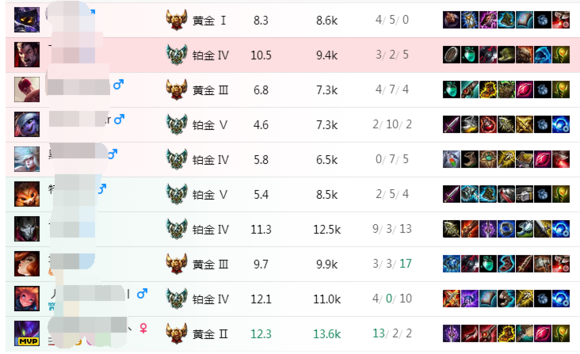 黄金 I 8.3 8.6k 4/ 5/ 0
铂金 IV 10.5 9.4k 3/ 2/ 5
黄金 III 6.8 7.3k 4/ 7/ 4
铂金 V 4.6 7.3k 2/ 10/ 2
铂金 IV 5.8 6.5k 0/ 7/ 5
铂金 V 5.4 8.5k 2/ 5/ 4
铂金 IV 11.3 12.5k 9/ 3/ 13
黄金 III 9.7 9.9k 3/ 3/ 17
铂金 IV 12.1 11.0k 4/ 0/ 10
MVP 黄金 II 12.3 13.6k 13/ 2/ 2